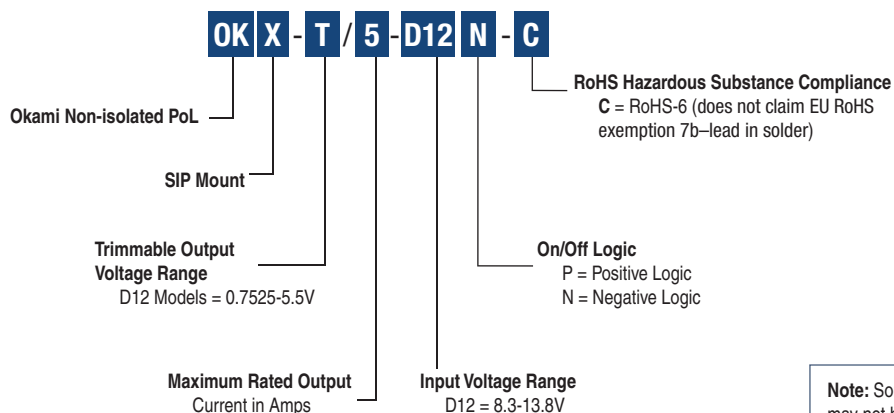 OK X - T / 5 - D12 N - C
RoHS Hazardous Substance Compliance
C = RoHS-6 (does not claim EU RoHS
exemption 7b–lead in solder)
Okami Non-isolated PoL
SIP Mount
Trimmable Output
Voltage Range
D12 Models = 0.7525-5.5V
On/Off Logic
P = Positive Logic
N = Negative Logic
Maximum Rated Output
Current in Amps
Input Voltage Range
D12 = 8.3-13.8V
Note: So
may not